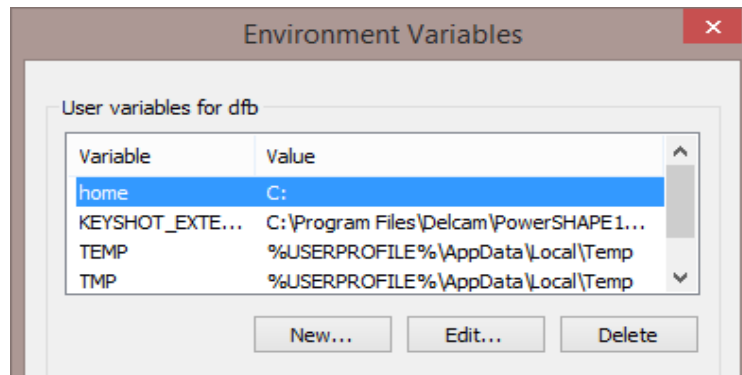 Environment Variables
User variables for dfb
Variable Value
home C:
KEYSHOT_EXTE... C:\Program Files\Delcam\PowerSHAPE1...
TEMP %USERPROFILE%\AppData\Local\Temp
TMP %USERPROFILE%\AppData\Local\Temp
New... Edit... Delete